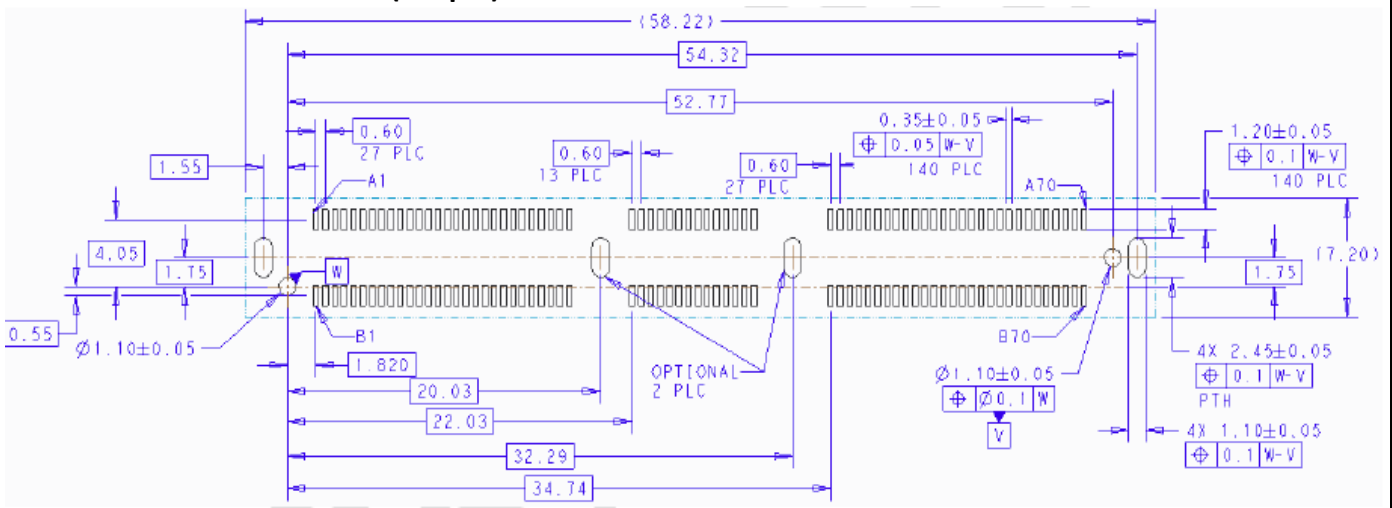 (58.22)
54.32
52.77
0.60
27 PLC
0.35±0.05
⌖ 0.05 W-V
140 PLC
1.20±0.05
⌖ 0.1 W-V
140 PLC
0.60
13 PLC
0.60
27 PLC
1.55
A1
A70
4.05
1.75
W
(7.20)
1.75
0.55
Ø1.10±0.05
B1
B70
1.820
OPTIONAL
2 PLC
20.03
22.03
32.29
34.74
Ø1.10±0.05
⌖ Ø0.1 W
V
4X 2.45±0.05
⌖ 0.1 W-V
PTH
4X 1.10±0.05
⌖ 0.1 W-V